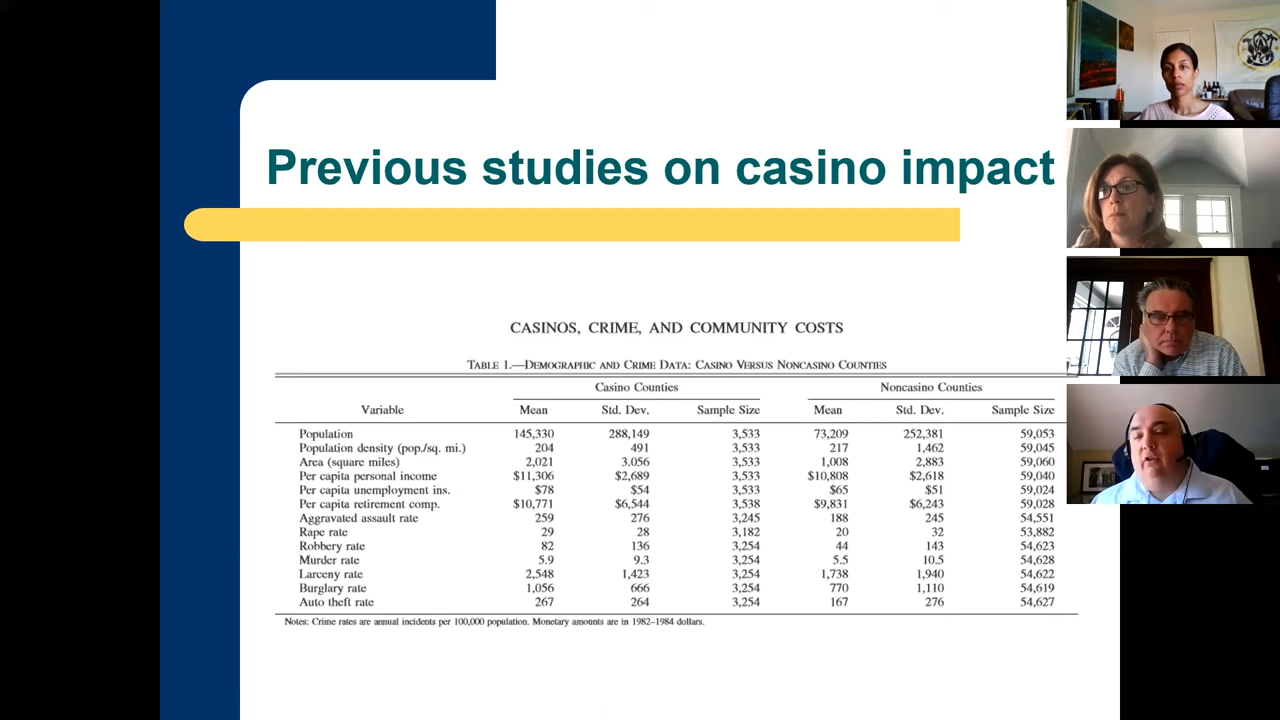 Previous studies on casino impact
CASINOS, CRIME, AND COMMUNITY COSTS
TABLE 1.—DEMOGRAPHIC AND CRIME DATA: CASINO VERSUS NONCASINO COUNTIES
Casino Counties Noncasino Counties
Variable Mean Std. Dev. Sample Size Mean Std. Dev. Sample Size
Population 145,330 288,149 3,533 73,209 252,381 59,053
Population density (pop./sq. mi.) 204 491 3,533 217 1,462 59,045
Area (square miles) 2,021 3.056 3,533 1,008 2,883 59,060
Per capita personal income $11,306 $2,689 3,533 $10,808 $2,618 59,040
Per capita unemployment ins. $78 $54 3,533 $65 $51 59,024
Per capita retirement comp. $10,771 $6,544 3,538 $9,831 $6,243 59,028
Aggravated assault rate 259 276 3,245 188 245 54,551
Rape rate 29 28 3,182 20 32 53,882
Robbery rate 82 136 3,254 44 143 54,623
Murder rate 5.9 9.3 3,254 5.5 10.5 54,628
Larceny rate 2,548 1,423 3,254 1,738 1,940 54,622
Burglary rate 1,056 666 3,254 770 1,110 54,619
Auto theft rate 267 264 3,254 167 276 54,627
Notes: Crime rates are annual incidents per 100,000 population. Monetary amounts are in 1982–1984 dollars.